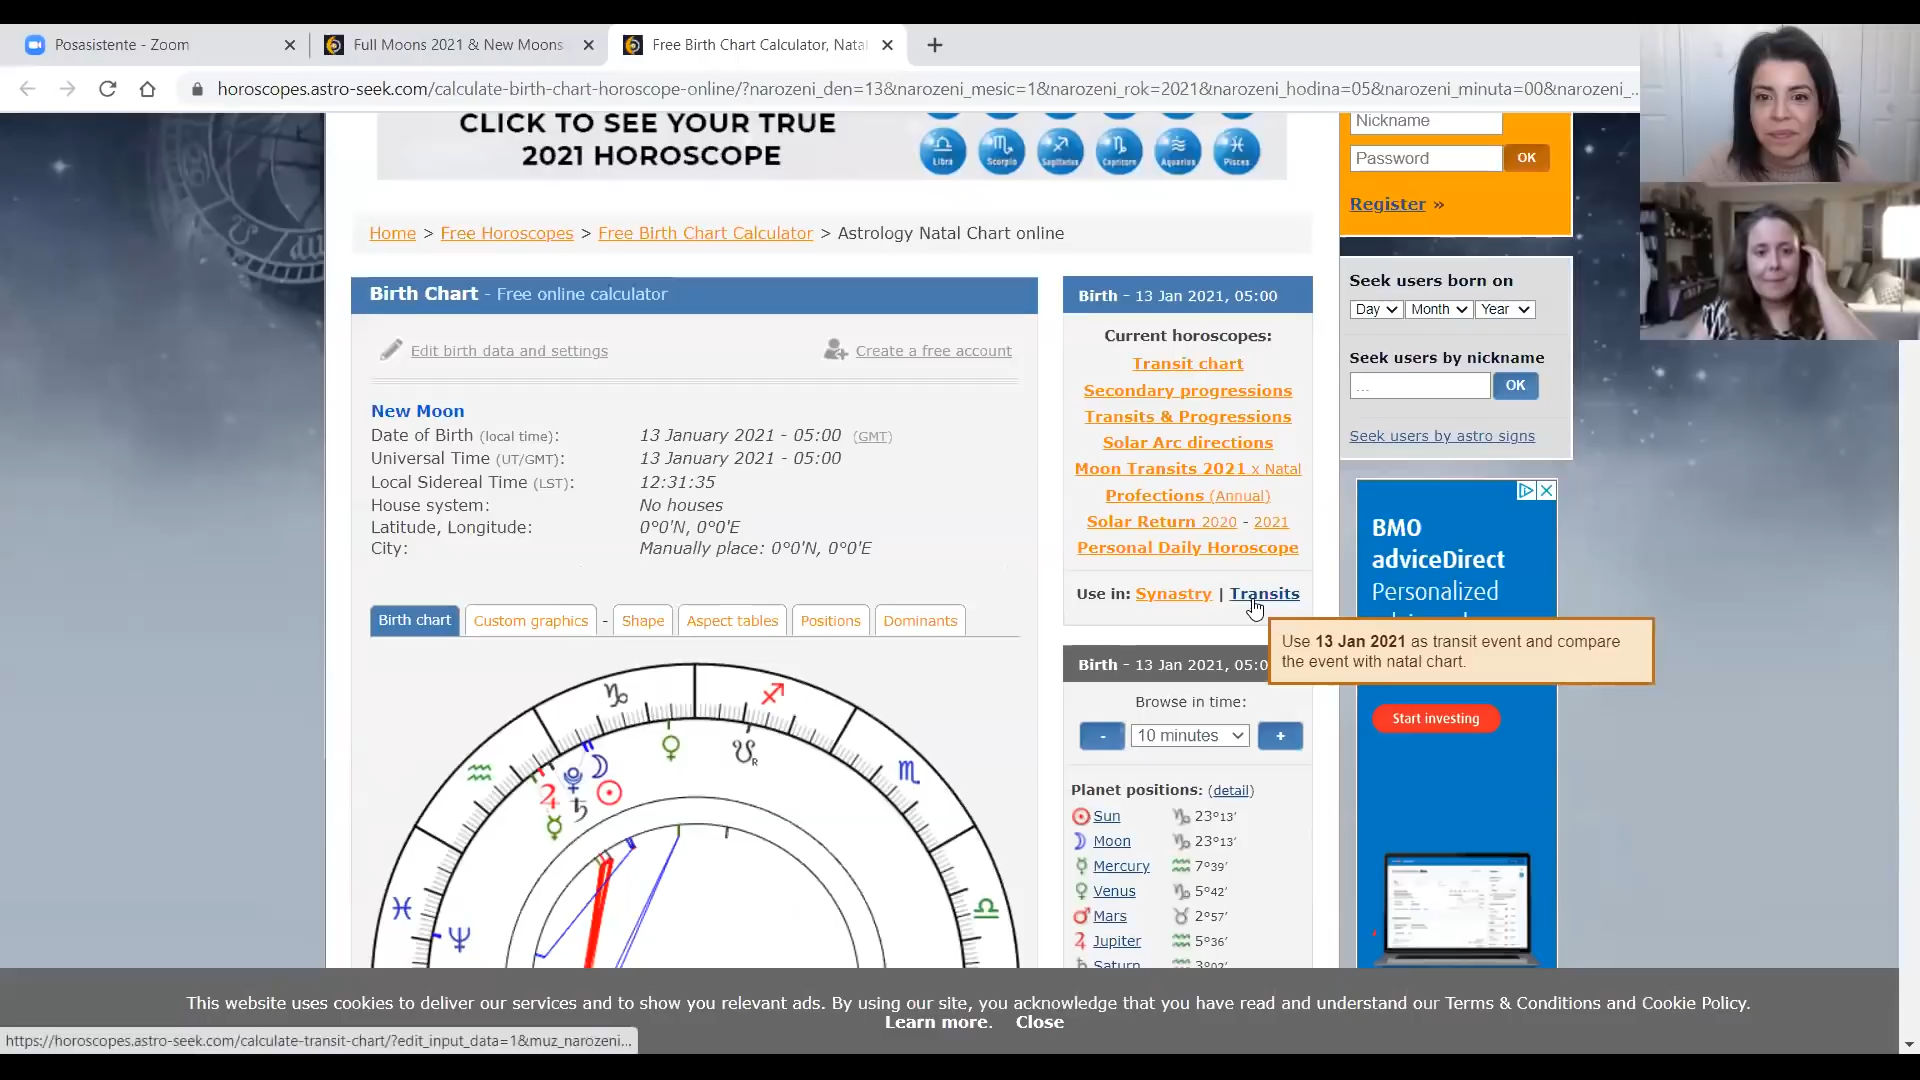 Posasistente - Zoom
Full Moons 2021 & New Moons
Free Birth Chart Calculator, Nata
horoscopes.astro-seek.com/calculate-birth-chart-horoscope-online/?narozeni_den=13&narozeni_mesic=1&narozeni_rok=2021&narozeni_hodina=05&narozeni_minuta=00&narozeni_...
CLICK TO SEE YOUR TRUE
2021 HOROSCOPE
Libra
Scorpio
Sagittarius
Capricorn
Aquarius
Pisces
Nickname
Password
OK
Register »
Home > Free Horoscopes > Free Birth Chart Calculator > Astrology Natal Chart online
Birth Chart - Free online calculator
Edit birth data and settings
Create a free account
New Moon
Date of Birth (local time): 13 January 2021 - 05:00 (GMT)
Universal Time (UT/GMT): 13 January 2021 - 05:00
Local Sidereal Time (LST): 12:31:35
House system: No houses
Latitude, Longitude: 0°0'N, 0°0'E
City: Manually place: 0°0'N, 0°0'E
Birth chart
Custom graphics
-
Shape
Aspect tables
Positions
Dominants
Birth - 13 Jan 2021, 05:00
Current horoscopes:
Transit chart
Secondary progressions
Transits & Progressions
Solar Arc directions
Moon Transits 2021 x Natal
Profections (Annual)
Solar Return 2020 - 2021
Personal Daily Horoscope
Use in: Synastry | Transits
Use 13 Jan 2021 as transit event and compare
the event with natal chart.
Birth - 13 Jan 2021, 05:0
Browse in time:
- 10 minutes +
Planet positions: (detail)
Sun ♑ 23°13'
Moon ♑ 23°13'
Mercury ♒ 7°39'
Venus ♑ 5°42'
Mars ♉ 2°57'
Jupiter ♒ 5°36'
Saturn ♒ 3°02'
Seek users born on
Day Month Year
Seek users by nickname
...
OK
Seek users by astro signs
BMO
adviceDirect
Personalized
Start investing
This website uses cookies to deliver our services and to show you relevant ads. By using our site, you acknowledge that you have read and understand our Terms & Conditions and Cookie Policy.
Learn more. Close
https://horoscopes.astro-seek.com/calculate-transit-chart/?edit_input_data=1&muz_narozeni...